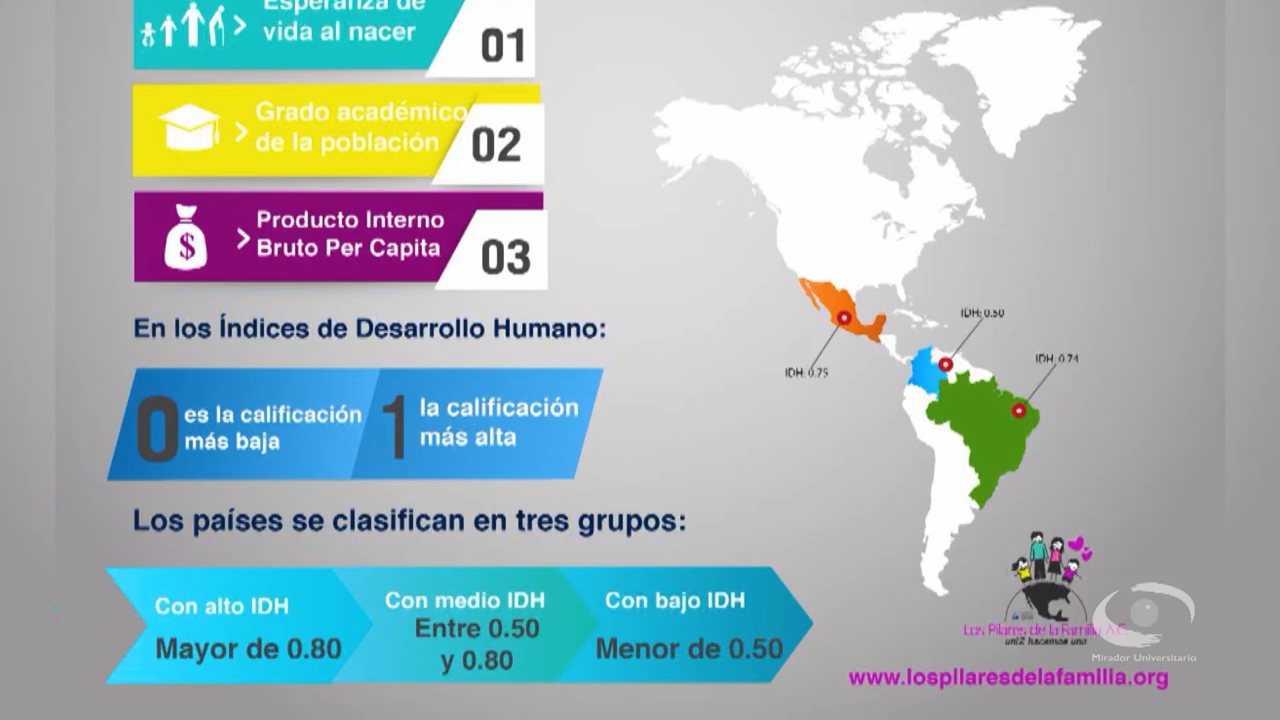 Esperanza de
vida al nacer
01
Grado académico
de la población
02
Producto Interno
Bruto Per Capita
03
$
En los Índices de Desarrollo Humano:
0 es la calificación
más baja
1 la calificación
más alta
Los países se clasifican en tres grupos:
Con alto IDH
Mayor de 0.80
Con medio IDH
Entre 0.50
y 0.80
Con bajo IDH
Menor de 0.50
IDH: 0.75
IDH: 0.50
IDH: 0.74
Los Pilares de la Familia A.C.
uni2 hacemos uno
Mirador Universitario
www.lospilaresdelafamilia.org